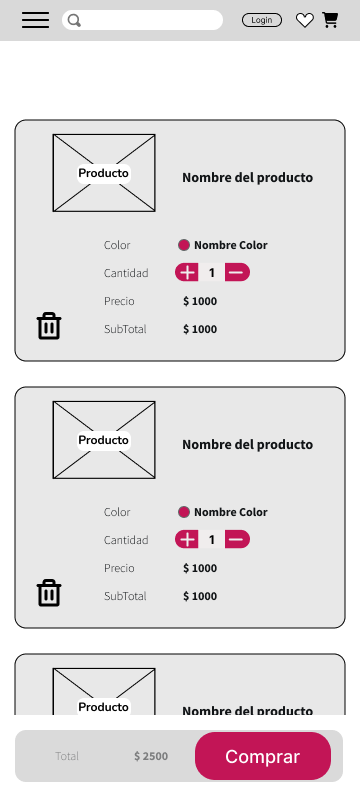 Login
Producto
Nombre del producto
Color Nombre Color
Cantidad 1
Precio $ 1000
SubTotal $ 1000
Producto
Nombre del producto
Color Nombre Color
Cantidad 1
Precio $ 1000
SubTotal $ 1000
Producto
Nombre del producto
Total $ 2500 Comprar